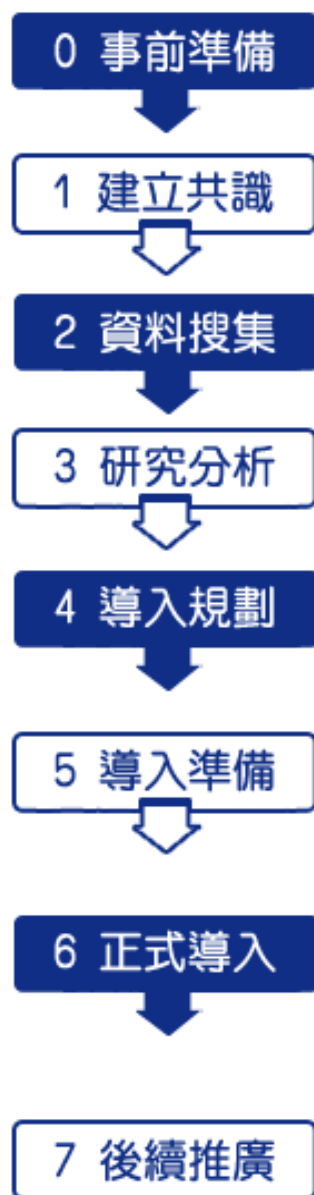 0 事前準備
1 建立共識
2 資料搜集
3 研究分析
4 導入規劃
5 導入準備
6 正式導入
7 後續推廣